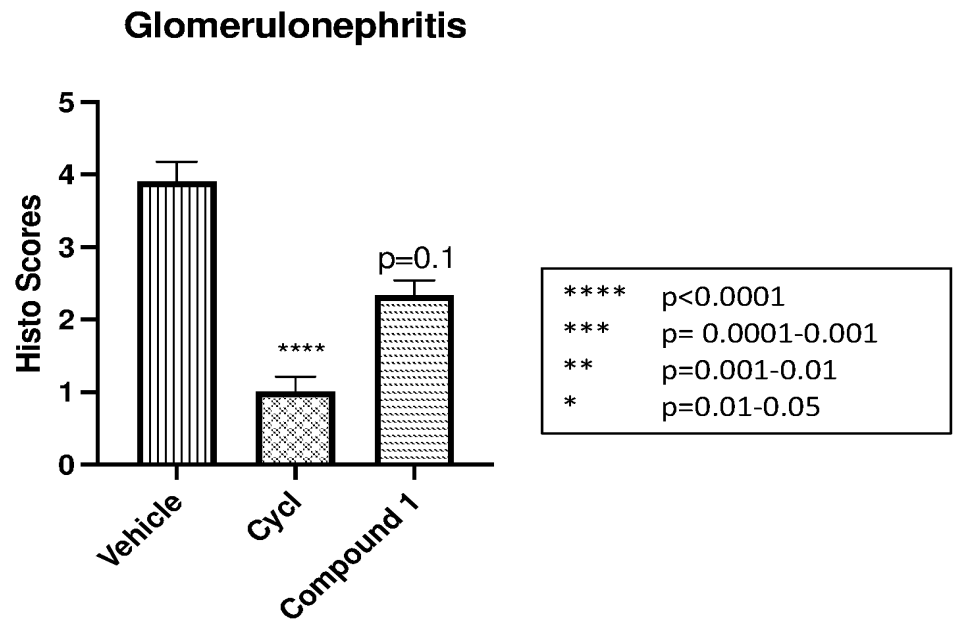 Glomerulonephritis
Histo Scores
5
4
3
2
1
0
p=0.1
****
Vehicle
Cycl
Compound 1
**** p<0.0001
*** p= 0.0001-0.001
** p=0.001-0.01
* p=0.01-0.05